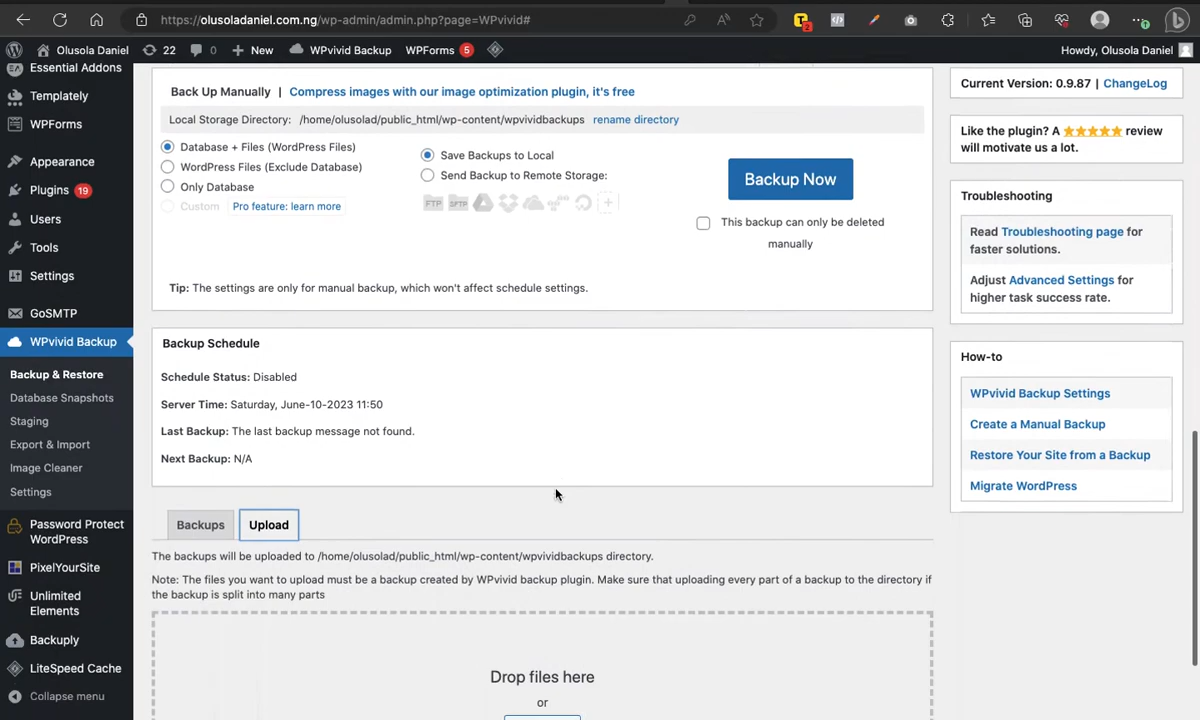 https://olusoladaniel.com.ng/wp-admin/admin.php?page=WPvivid#
Olusola Daniel
22
0
New
WPvivid Backup
WPForms
5
Howdy, Olusola Daniel
Essential Addons
Templately
WPForms
Appearance
Plugins
19
Users
Tools
Settings
GoSMTP
WPvivid Backup
Backup & Restore
Database Snapshots
Staging
Export & Import
Image Cleaner
Settings
Password Protect
WordPress
PixelYourSite
Unlimited
Elements
Backuply
LiteSpeed Cache
Collapse menu
Back Up Manually | Compress images with our image optimization plugin, it's free
Local Storage Directory: /home/olusolad/public_html/wp-content/wpvividbackups rename directory
Database + Files (WordPress Files)
WordPress Files (Exclude Database)
Only Database
Custom Pro feature: learn more
Save Backups to Local
Send Backup to Remote Storage:
FTP
SFTP
Backup Now
This backup can only be deleted
manually
Tip: The settings are only for manual backup, which won't affect schedule settings.
Backup Schedule
Schedule Status: Disabled
Server Time: Saturday, June-10-2023 11:50
Last Backup: The last backup message not found.
Next Backup: N/A
Backups
Upload
The backups will be uploaded to /home/olusolad/public_html/wp-content/wpvividbackups directory.
Note: The files you want to upload must be a backup created by WPvivid backup plugin. Make sure that uploading every part of a backup to the directory if
the backup is split into many parts
Drop files here
or
Current Version: 0.9.87 | ChangeLog
Like the plugin? A ★★★★★ review
will motivate us a lot.
Troubleshooting
Read Troubleshooting page for
faster solutions.
Adjust Advanced Settings for
higher task success rate.
How-to
WPvivid Backup Settings
Create a Manual Backup
Restore Your Site from a Backup
Migrate WordPress